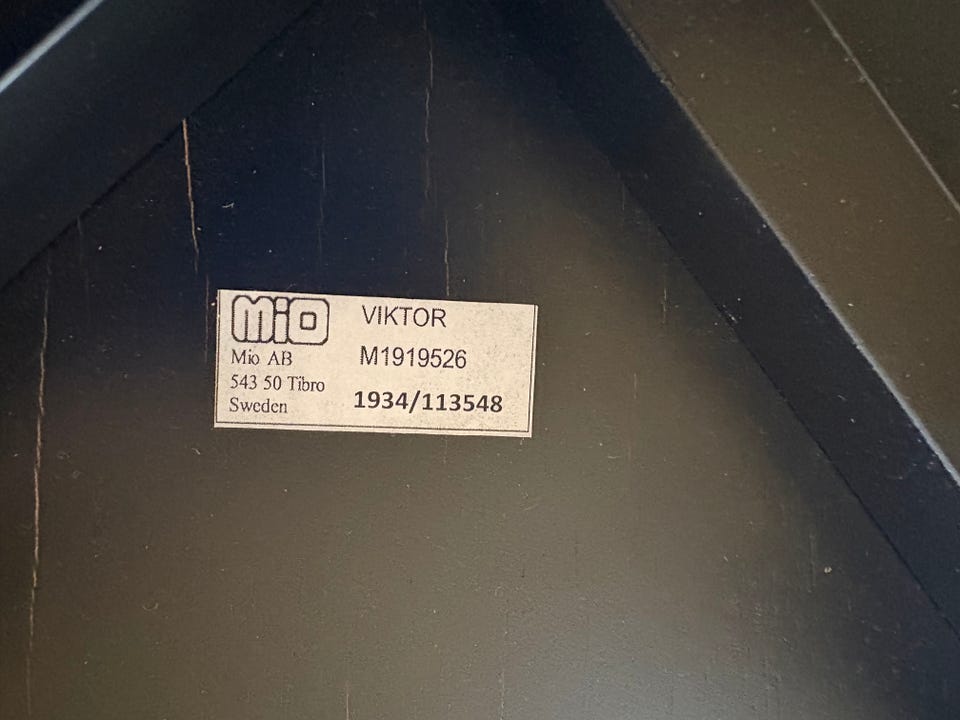 mio
VIKTOR
Mio AB
M1919526
543 50 Tibro
Sweden
1934/113548